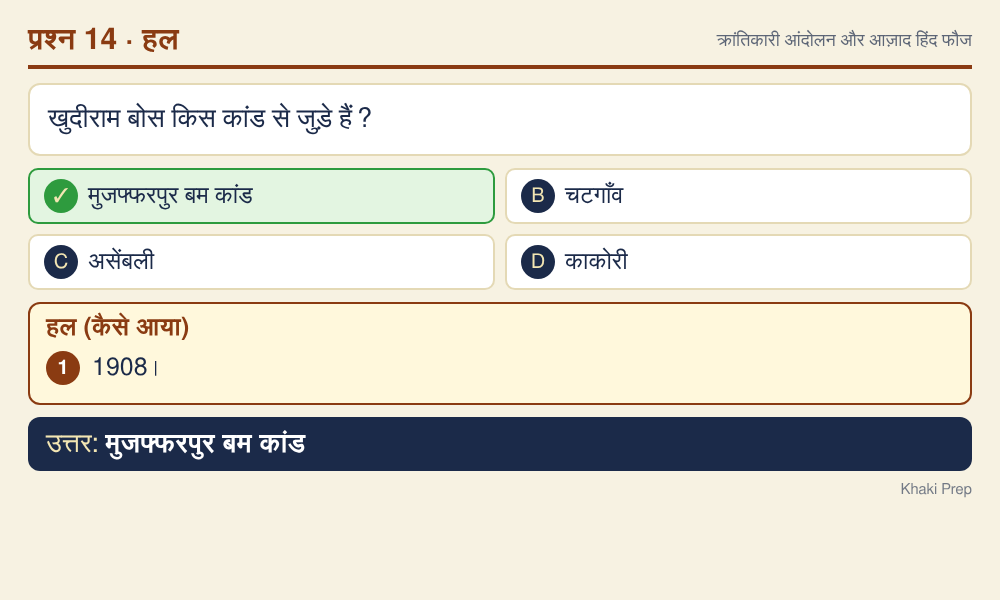 प्रश्न 14 · हल
क्रांतिकारी आंदोलन और आज़ाद हिंद फौज
खुदीराम बोस किस कांड से जुड़े हैं ?
✓ मुजफ्फरपुर बम कांड
B चटगाँव
C असेंबली
D काकोरी
हल (कैसे आया)
1 1908।
उत्तर: मुजफ्फरपुर बम कांड
Khaki Prep